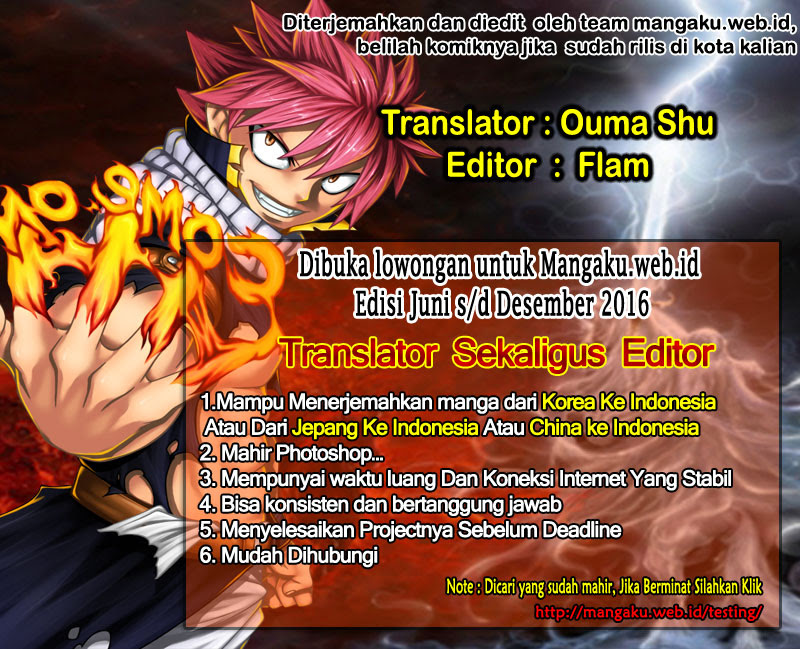 Diterjemahkan dan diedit oleh team mangaku.web.id,
belilah komiknya jika sudah rilis di kota kalian
Translator : Ouma Shu
Editor : Flam
Dibuka lowongan untuk Mangaku.web.id
Edisi Juni s/d Desember 2016
Translator Sekaligus Editor
1.Mampu Menerjemahkan manga dari Korea Ke Indonesia
Atau Dari Jepang Ke Indonesia Atau China ke Indonesia
2. Mahir Photoshop...
3. Mempunyai waktu luang Dan Koneksi Internet Yang Stabil
4. Bisa konsisten dan bertanggung jawab
5. Menyelesaikan Projectnya Sebelum Deadline
6. Mudah Dihubungi
Note : Dicari yang sudah mahir, Jika Berminat Silahkan Klik
http://mangaku.web.id/testing/